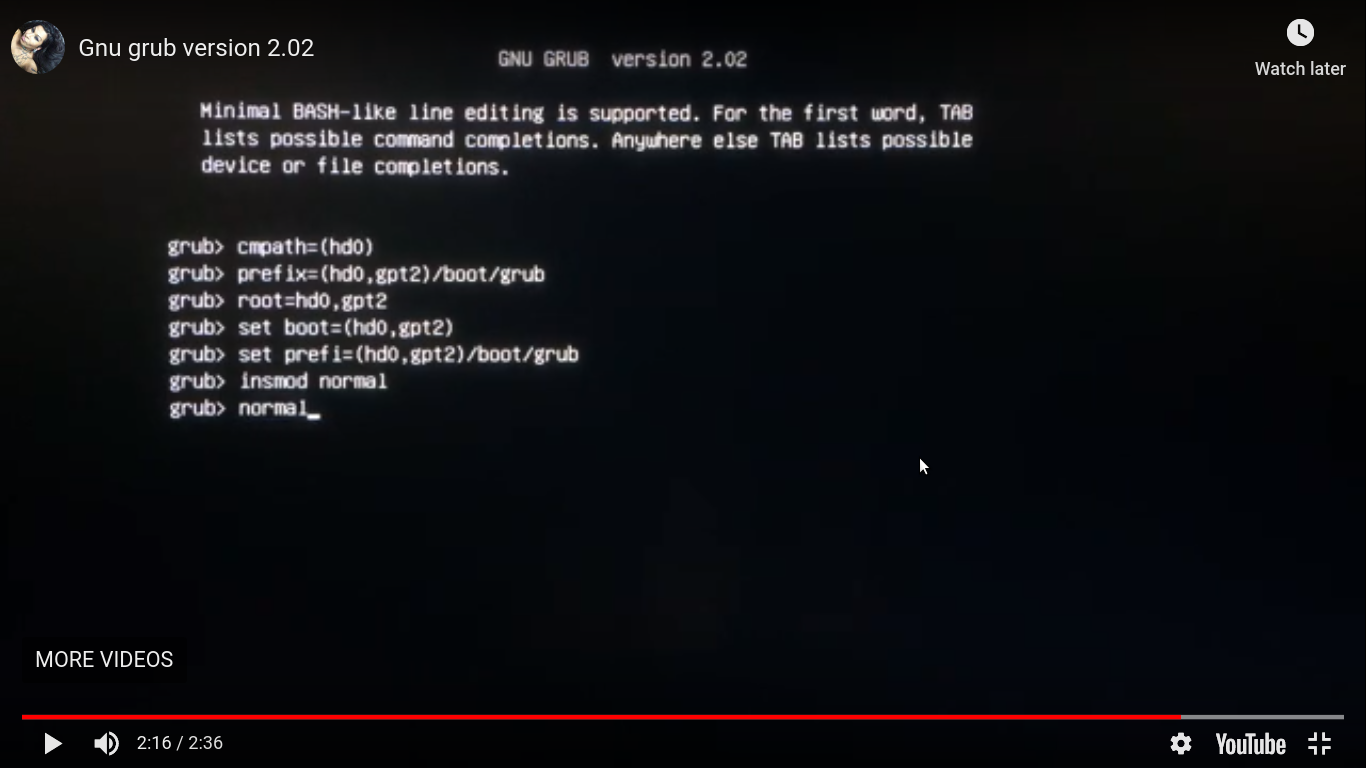 Gnu grub version 2.02
Watch later
GNU GRUB version 2.02
Minimal BASH-like line editing is supported. For the first word, TAB
lists possible command completions. Anywhere else TAB lists possible
device or file completions.
grub> cmpath=(hd0)
grub> prefix=(hd0,gpt2)/boot/grub
grub> root=hd0,gpt2
grub> set boot=(hd0,gpt2)
grub> set prefi=(hd0,gpt2)/boot/grub
grub> insmod normal
grub> normal_
MORE VIDEOS
2:16 / 2:36
YouTube